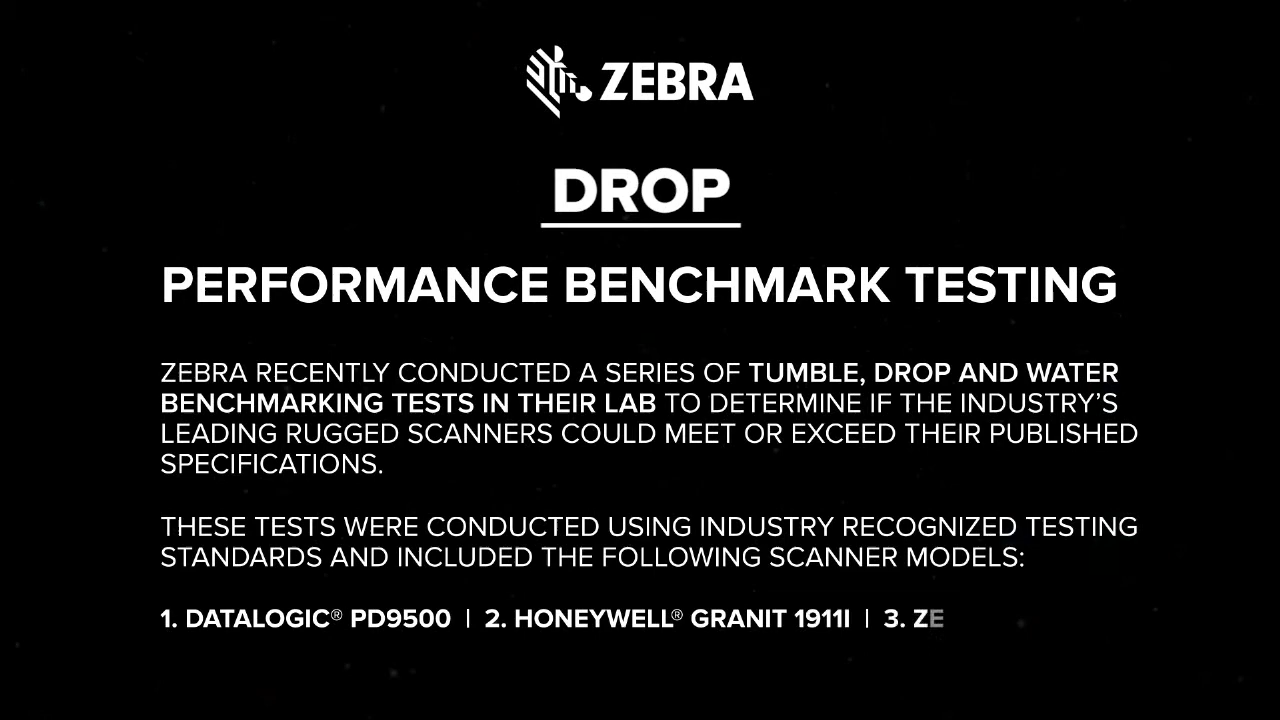 ZEBRA
DROP
PERFORMANCE BENCHMARK TESTING
ZEBRA RECENTLY CONDUCTED A SERIES OF TUMBLE, DROP AND WATER
BENCHMARKING TESTS IN THEIR LAB TO DETERMINE IF THE INDUSTRY'S
LEADING RUGGED SCANNERS COULD MEET OR EXCEED THEIR PUBLISHED
SPECIFICATIONS.
THESE TESTS WERE CONDUCTED USING INDUSTRY RECOGNIZED TESTING
STANDARDS AND INCLUDED THE FOLLOWING SCANNER MODELS:
1. DATALOGIC® PD9500 | 2. HONEYWELL® GRANIT 1911I | 3. ZE